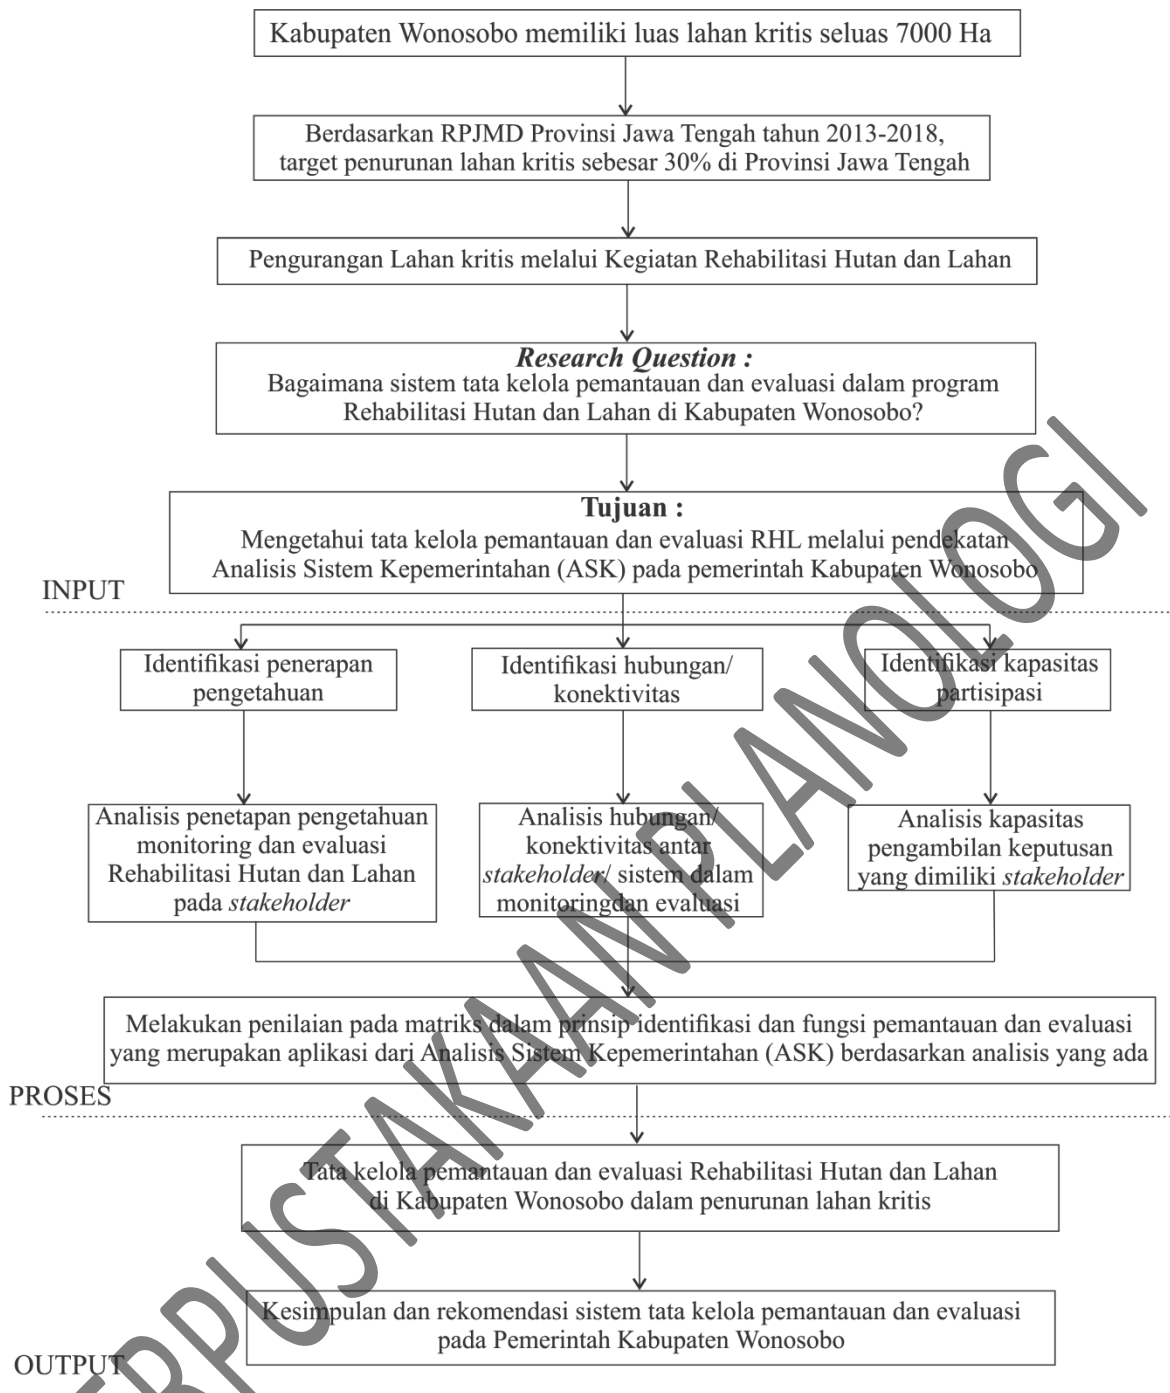 Kabupaten Wonosobo memiliki luas lahan kritis seluas 7000 Ha
Berdasarkan RPJMD Provinsi Jawa Tengah tahun 2013-2018,
target penurunan lahan kritis sebesar 30% di Provinsi Jawa Tengah
Pengurangan Lahan kritis melalui Kegiatan Rehabilitasi Hutan dan Lahan
Research Question :
Bagaimana sistem tata kelola pemantauan dan evaluasi dalam program
Rehabilitasi Hutan dan Lahan di Kabupaten Wonosobo?
Tujuan :
Mengetahui tata kelola pemantauan dan evaluasi RHL melalui pendekatan
Analisis Sistem Kepemerintahan (ASK) pada pemerintah Kabupaten Wonosobo
INPUT
Identifikasi penerapan
pengetahuan
Identifikasi hubungan/
konektivitas
Identifikasi kapasitas
partisipasi
Analisis penetapan pengetahuan
monitoring dan evaluasi
Rehabilitasi Hutan dan Lahan
pada stakeholder
Analisis hubungan/
konektivitas antar
stakeholder/ sistem dalam
monitoringdan evaluasi
Analisis kapasitas
pengambilan keputusan
yang dimiliki stakeholder
Melakukan penilaian pada matriks dalam prinsip identifikasi dan fungsi pemantauan dan evaluasi
yang merupakan aplikasi dari Analisis Sistem Kepemerintahan (ASK) berdasarkan analisis yang ada
PROSES
Tata kelola pemantauan dan evaluasi Rehabilitasi Hutan dan Lahan
di Kabupaten Wonosobo dalam penurunan lahan kritis
Kesimpulan dan rekomendasi sistem tata kelola pemantauan dan evaluasi
pada Pemerintah Kabupaten Wonosobo
OUTPUT
ERPUSTAKAAN PLANOLOGI